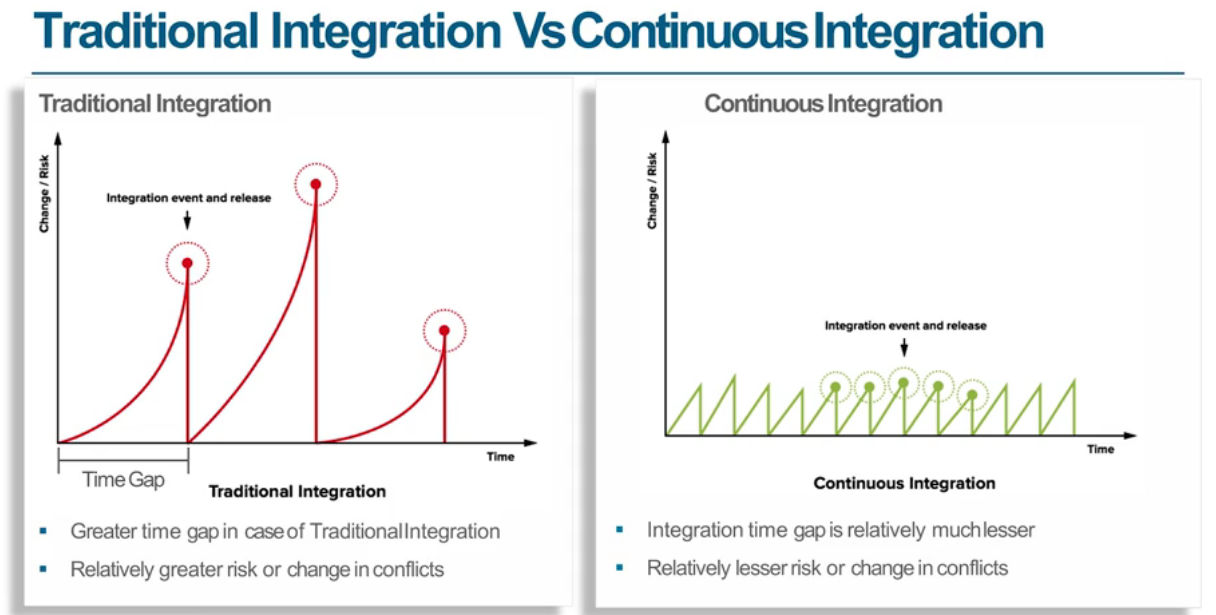 Traditional Integration Vs Continuous Integration
Traditional Integration
Change / Risk
Integration event and release
Time
Time Gap
Traditional Integration
Greater time gap in case of Traditional Integration
Relatively greater risk or change in conflicts
Continuous Integration
Change / Risk
Integration event and release
Time
Continuous Integration
Integration time gap is relatively much lesser
Relatively lesser risk or change in conflicts